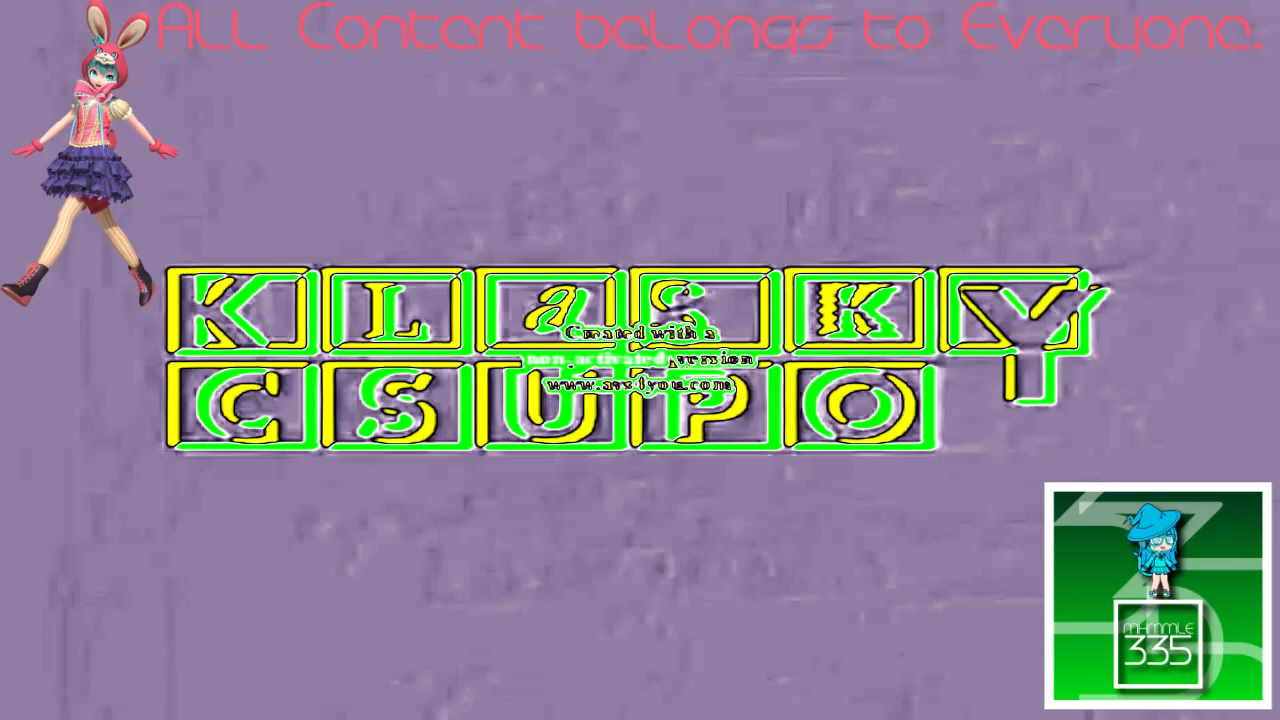 ALL Content belongs to Everyone.
KLaSKY
CSUPO
Created with a
non-activated version
www.avs4you.com
MHMMLE
335